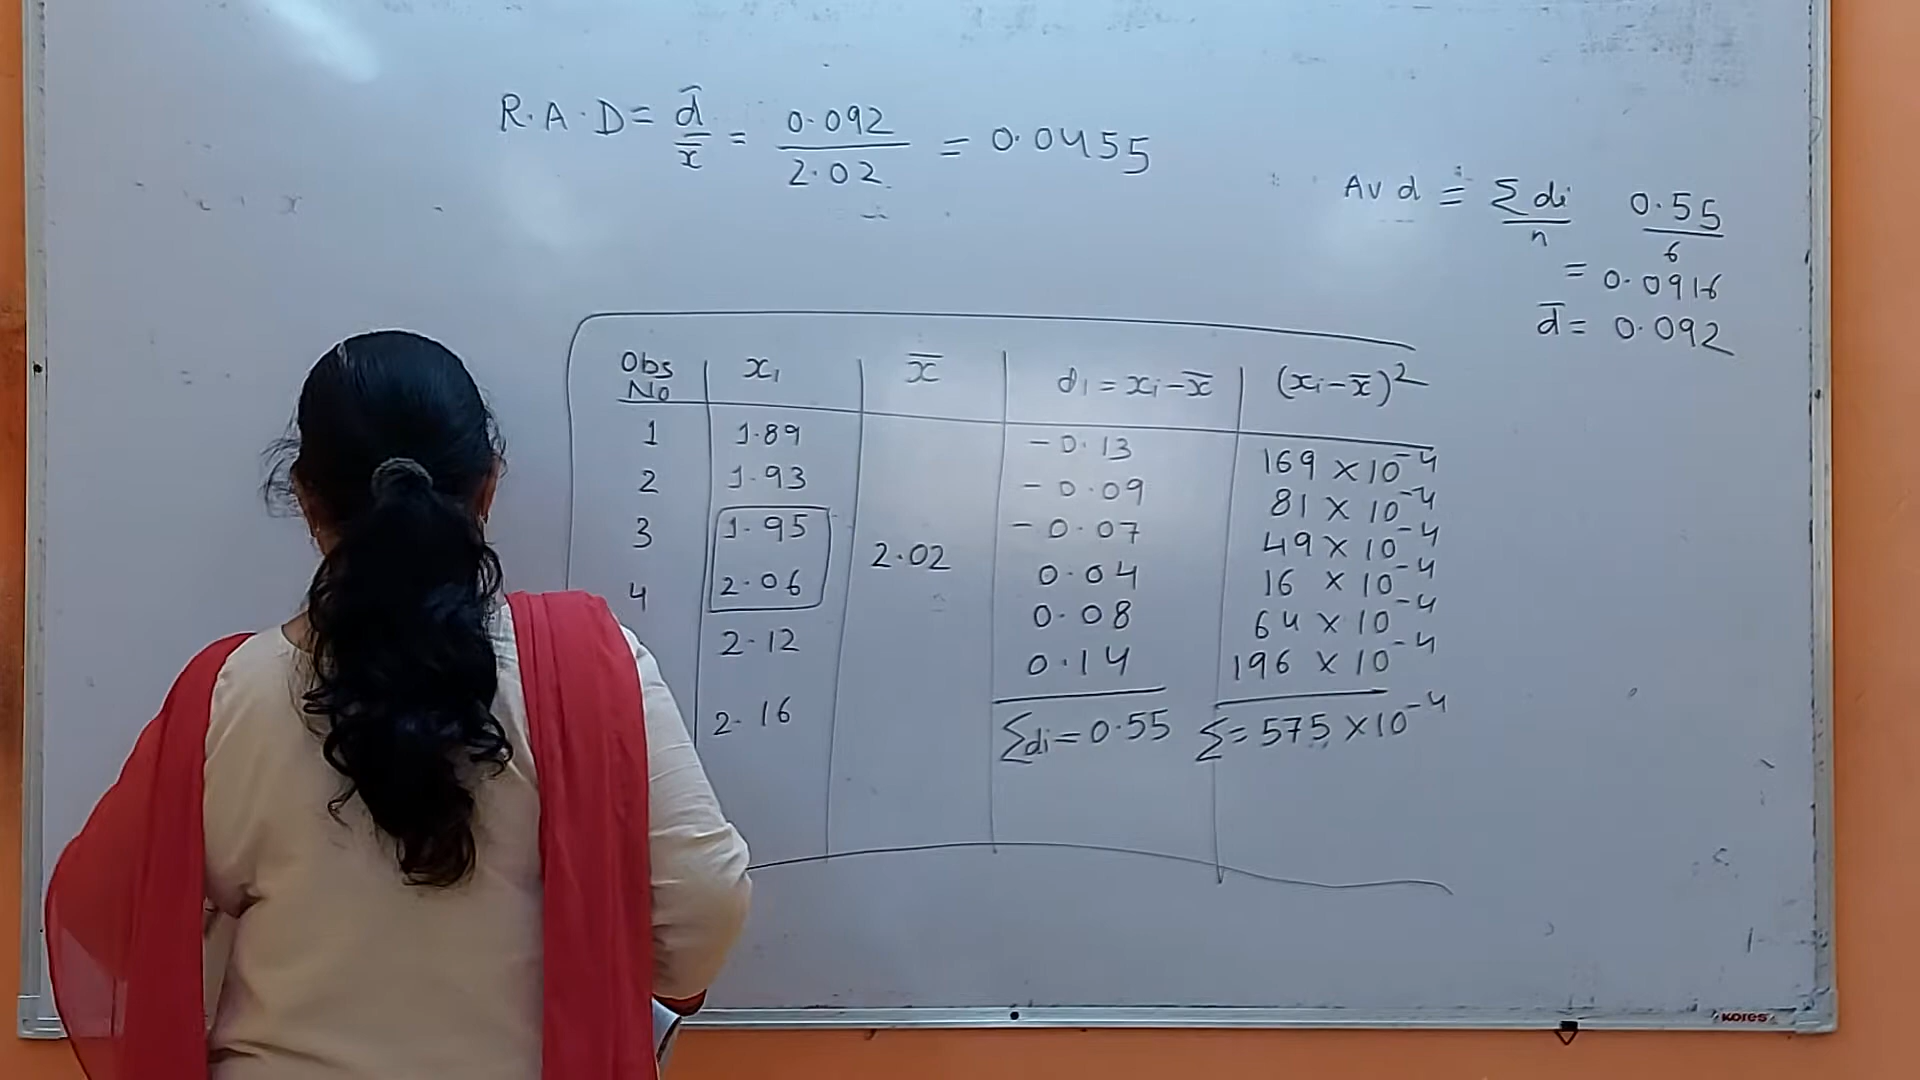 R.A.D = d̄ / x̄ = 0.092 / 2.02 = 0.0455
Av d = Σdi / n 0.55 / 6
= 0.0916
d̄ = 0.092
Obs No | x₁ | x̄ | d₁ = xᵢ - x̄ | (xᵢ - x̄)²
1 | 1.89 | | - 0.13 | 169 × 10⁻⁴
2 | 1.93 | | - 0.09 | 81 × 10⁻⁴
3 | 1.95 | | - 0.07 | 49 × 10⁻⁴
4 | 2.06 | 2.02 | 0.04 | 16 × 10⁻⁴
2.12 | | 0.08 | 64 × 10⁻⁴
2.16 | | 0.14 | 196 × 10⁻⁴
Σdi = 0.55 | Σ = 575 × 10⁻⁴
KORES